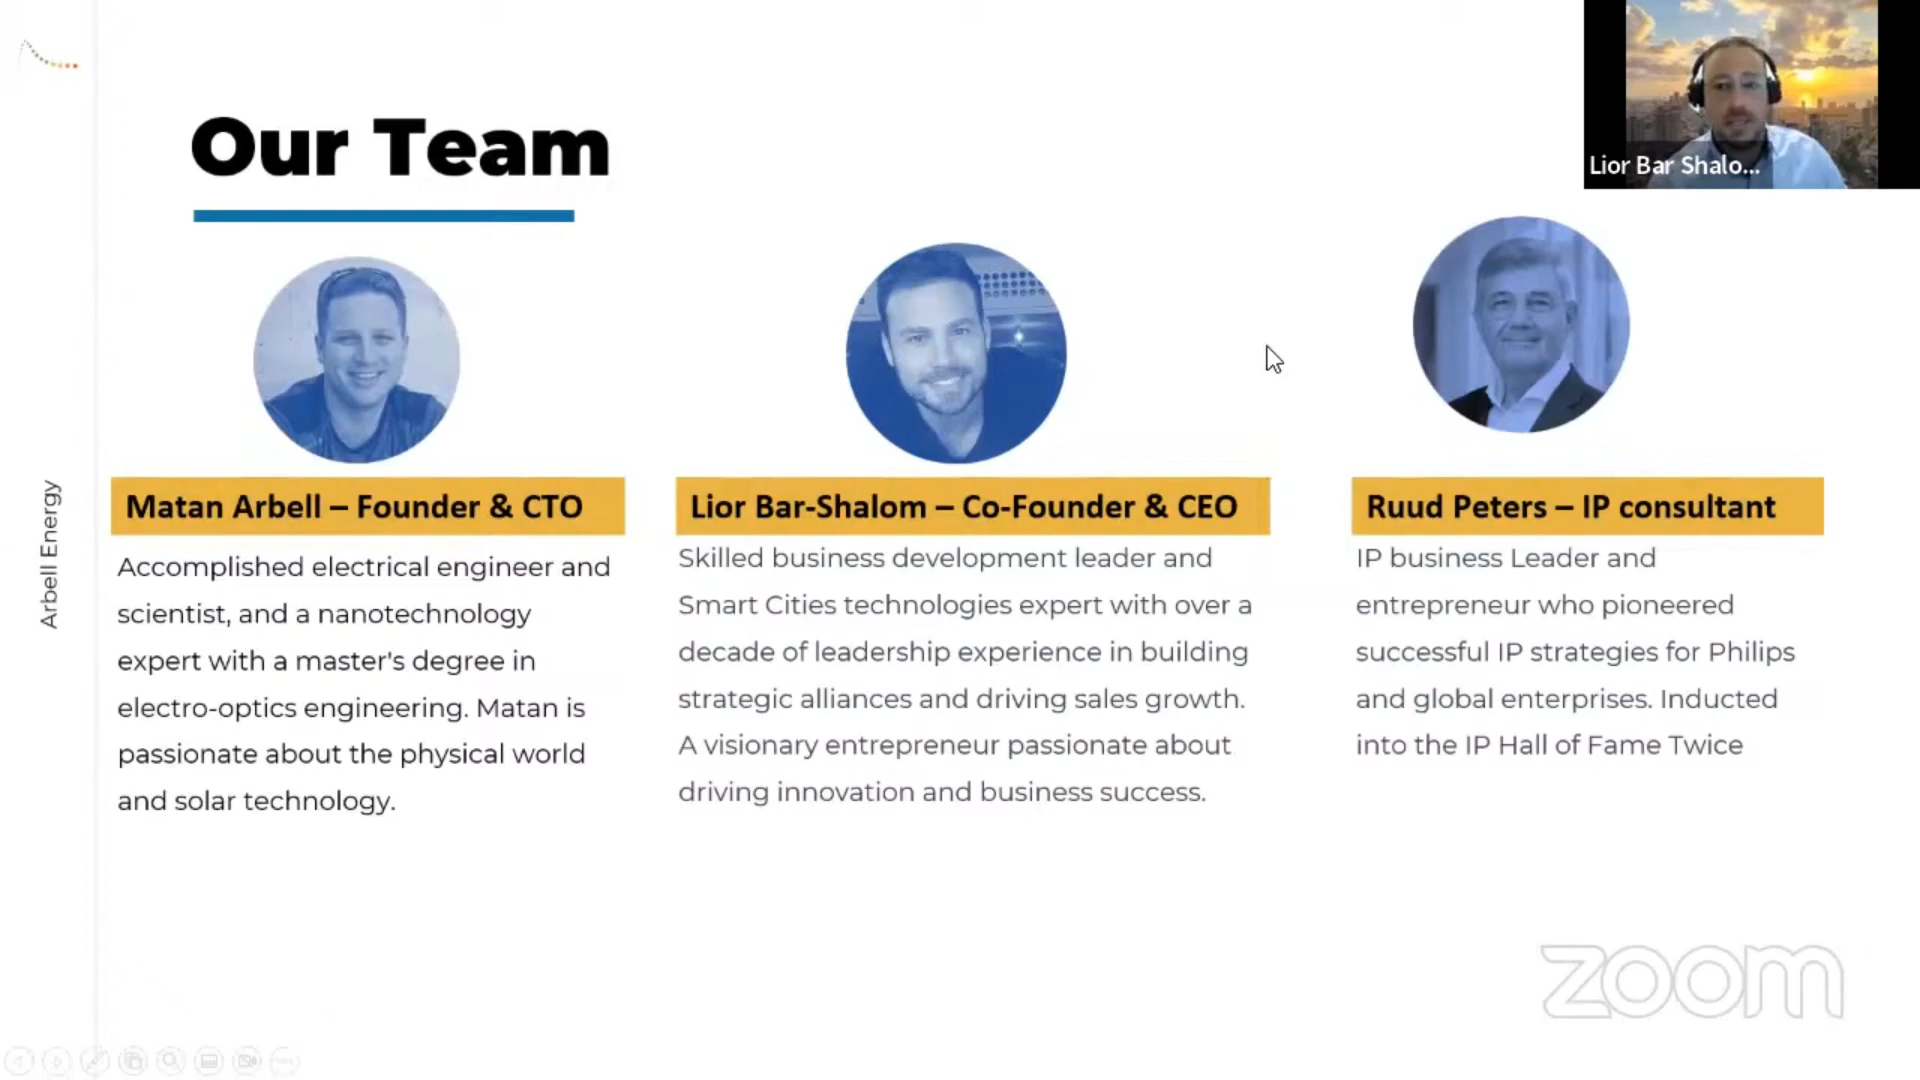 Our Team
Lior Bar Shalo...
Arbell Energy
Matan Arbell – Founder & CTO
Accomplished electrical engineer and
scientist, and a nanotechnology
expert with a master's degree in
electro-optics engineering. Matan is
passionate about the physical world
and solar technology.
Lior Bar-Shalom – Co-Founder & CEO
Skilled business development leader and
Smart Cities technologies expert with over a
decade of leadership experience in building
strategic alliances and driving sales growth.
A visionary entrepreneur passionate about
driving innovation and business success.
Ruud Peters – IP consultant
IP business Leader and
entrepreneur who pioneered
successful IP strategies for Philips
and global enterprises. Inducted
into the IP Hall of Fame Twice
zoom